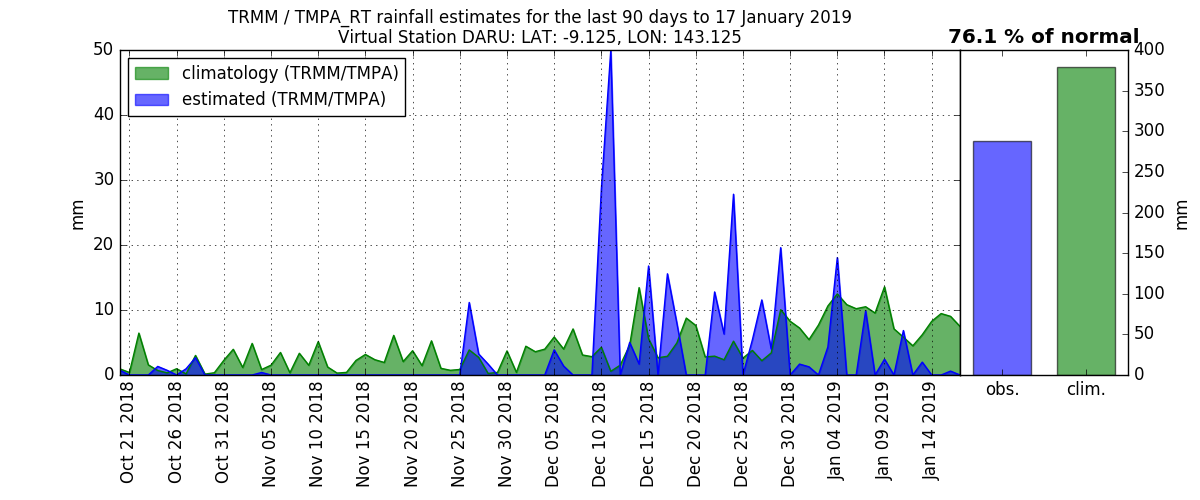 TRMM / TMPA_RT rainfall estimates for the last 90 days to 17 January 2019
Virtual Station DARU: LAT: -9.125, LON: 143.125
76.1 % of normal
climatology (TRMM/TMPA)
estimated (TRMM/TMPA)
50
40
30
20
10
0
mm
400
350
300
250
200
150
100
50
0
mm
obs.
clim.
Oct 21 2018
Oct 26 2018
Oct 31 2018
Nov 05 2018
Nov 10 2018
Nov 15 2018
Nov 20 2018
Nov 25 2018
Nov 30 2018
Dec 05 2018
Dec 10 2018
Dec 15 2018
Dec 20 2018
Dec 25 2018
Dec 30 2018
Jan 04 2019
Jan 09 2019
Jan 14 2019